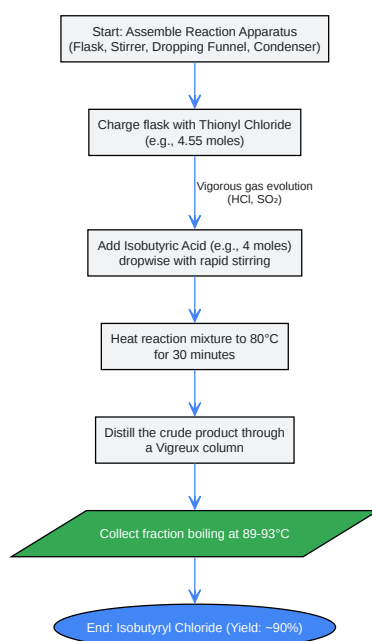 Start: Assemble Reaction Apparatus
(Flask, Stirrer, Dropping Funnel, Condenser)
Charge flask with Thionyl Chloride
(e.g., 4.55 moles)
Vigorous gas evolution
(HCl, SO₂)
Add Isobutyric Acid (e.g., 4 moles)
dropwise with rapid stirring
Heat reaction mixture to 80°C
for 30 minutes
Distill the crude product through
a Vigreux column
Collect fraction boiling at 89-93°C
End: Isobutyryl Chloride (Yield: ~90%)